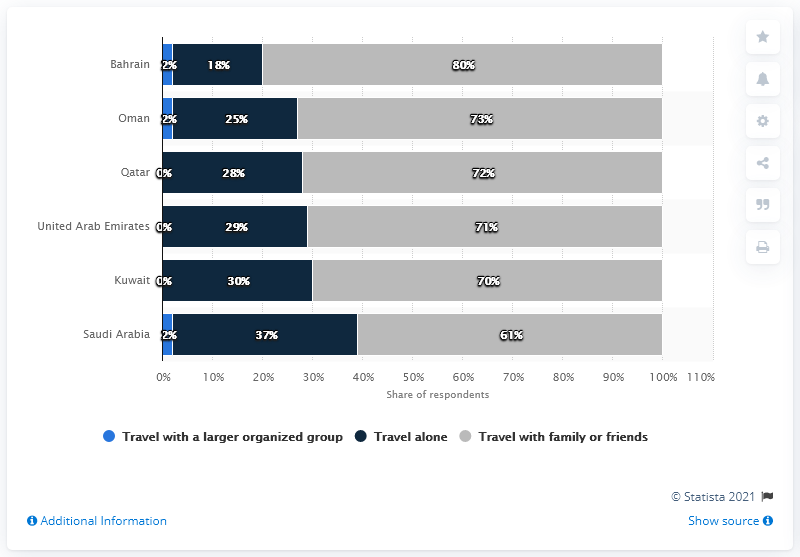 Bahrain 2% 18% 80%
Oman 2% 25% 73%
Qatar 0% 28% 72%
United Arab Emirates 0% 29% 71%
Kuwait 0% 30% 70%
Saudi Arabia 2% 37% 61%
0% 10% 20% 30% 40% 50% 60% 70% 80% 90% 100% 110%
Share of respondents
Travel with a larger organized group Travel alone Travel with family or friends
© Statista 2021
Additional Information Show source